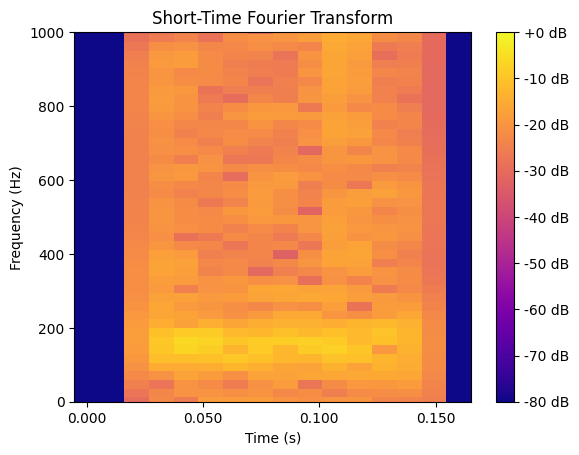 Short-Time Fourier Transform
1000
800
600
400
200
0
Frequency (Hz)
0.000
0.050
0.100
0.150
Time (s)
+0 dB
-10 dB
-20 dB
-30 dB
-40 dB
-50 dB
-60 dB
-70 dB
-80 dB